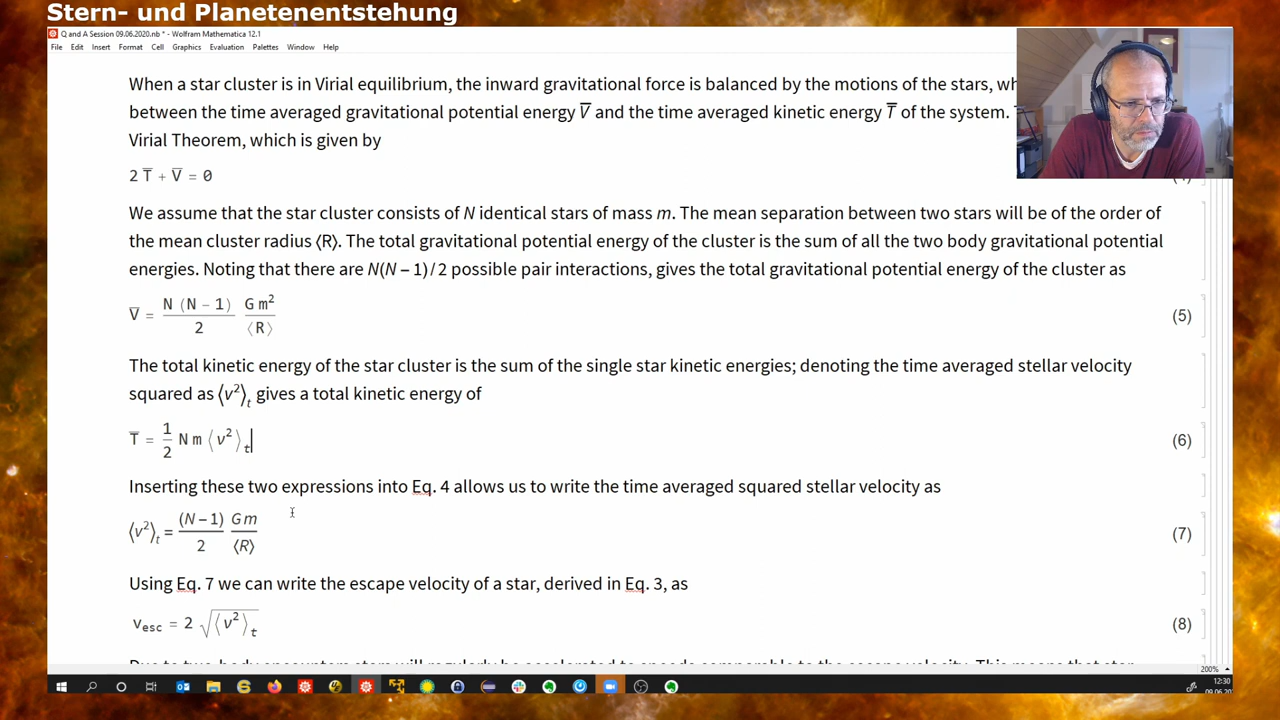 Stern- und Planetenentstehung
Q and A Session 09.06.2020.nb * - Wolfram Mathematica 12.1
File Edit Insert Format Cell Graphics Evaluation Palettes Window Help
When a star cluster is in Virial equilibrium, the inward gravitational force is balanced by the motions of the stars,
between the time averaged gravitational potential energy V̅ and the time averaged kinetic energy T̅ of the system.
Virial Theorem, which is given by
2 T̅ + V̅ = 0
We assume that the star cluster consists of N identical stars of mass m. The mean separation between two stars will be of the order of
the mean cluster radius ⟨R⟩. The total gravitational potential energy of the cluster is the sum of all the two body gravitational potential
energies. Noting that there are N(N – 1)/2 possible pair interactions, gives the total gravitational potential energy of the cluster as
V̅ = N (N - 1) / 2 G m² / ⟨R⟩ (5)
The total kinetic energy of the star cluster is the sum of the single star kinetic energies; denoting the time averaged stellar velocity
squared as ⟨v²⟩t gives a total kinetic energy of
T̅ = 1/2 N m ⟨v²⟩t (6)
Inserting these two expressions into Eq. 4 allows us to write the time averaged squared stellar velocity as
⟨v²⟩t = (N – 1) / 2 G m / ⟨R⟩ (7)
Using Eq. 7 we can write the escape velocity of a star, derived in Eq. 3, as
vesc = 2 √⟨v²⟩t (8)
200%
12:30